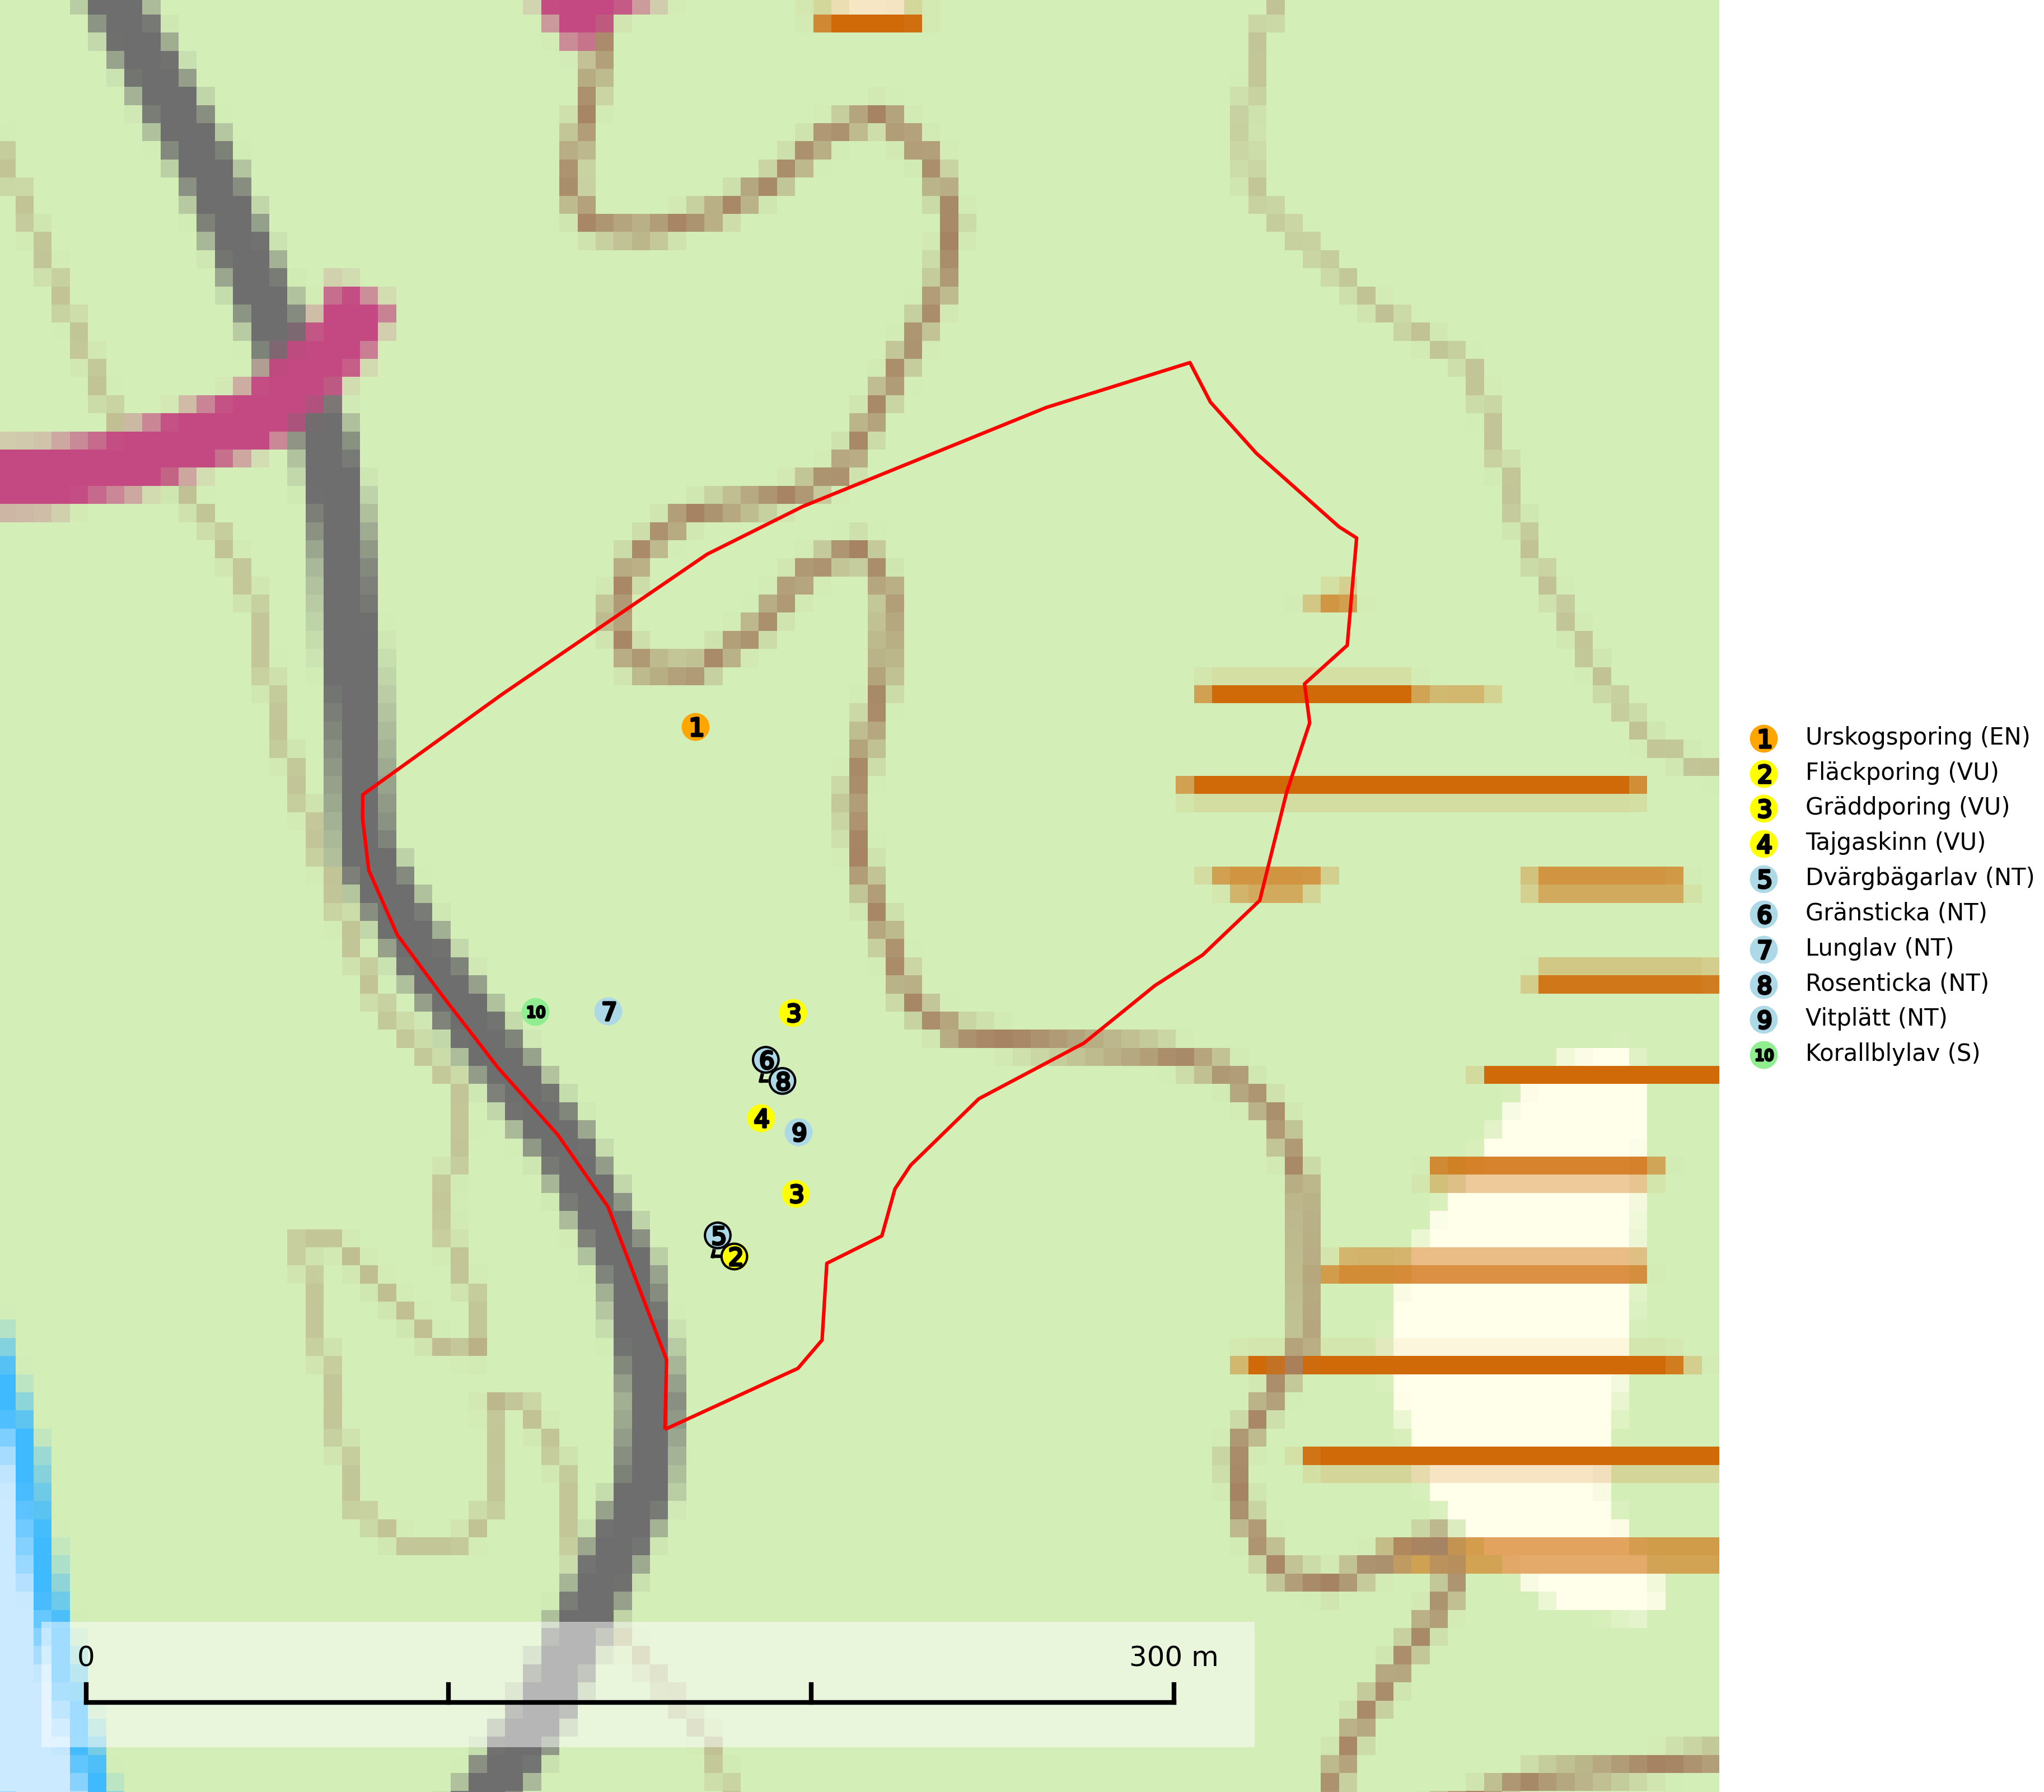 1
10
7
3
6
8
4
9
3
5
2
0 300 m
1 Urskogsporing (EN)
2 Fläckporing (VU)
3 Gräddporing (VU)
4 Tajgaskinn (VU)
5 Dvärgbägarlav (NT)
6 Gränsticka (NT)
7 Lunglav (NT)
8 Rosenticka (NT)
9 Vitplätt (NT)
10 Korallblylav (S)